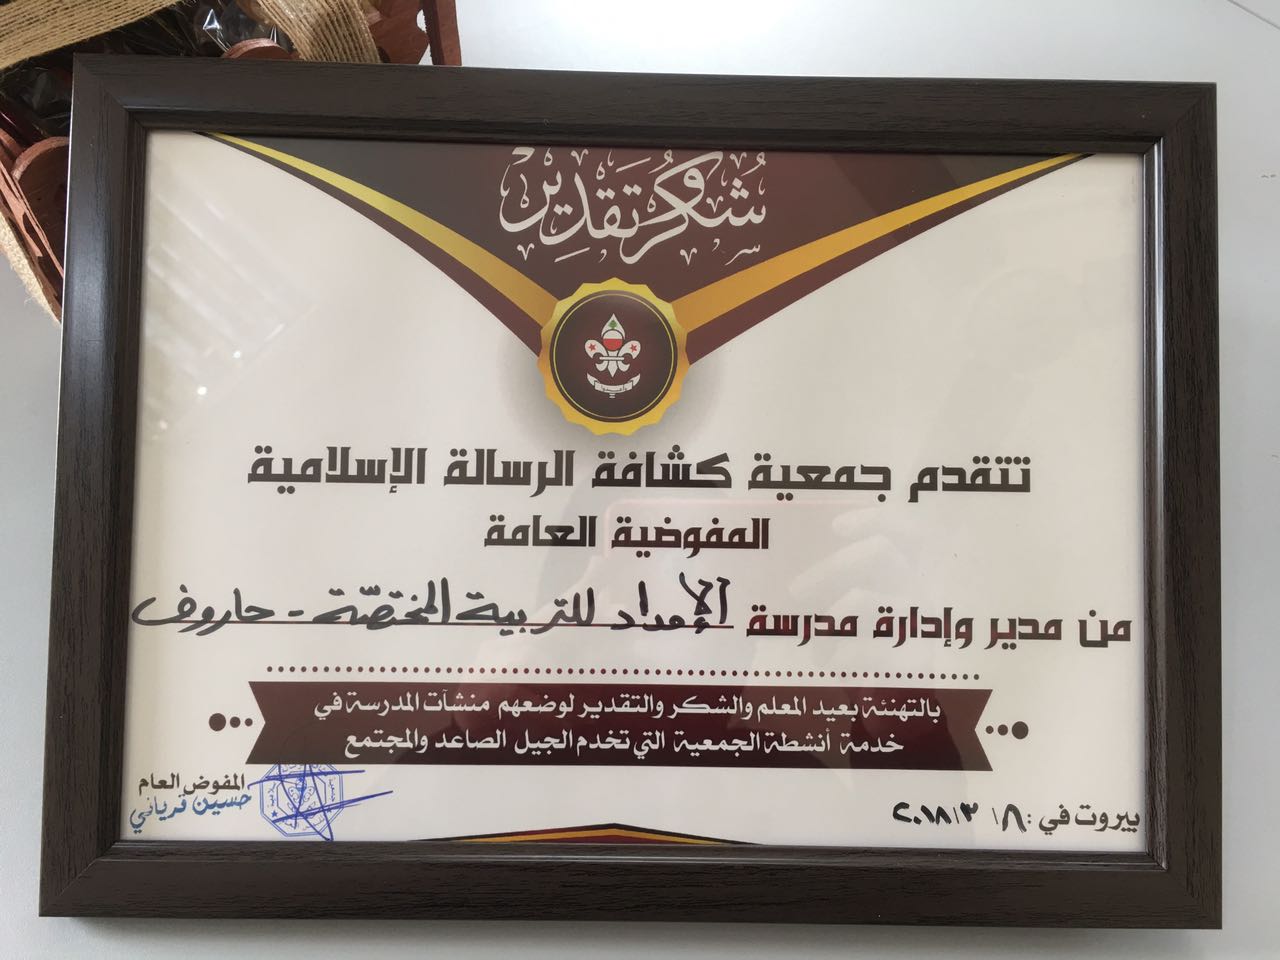 شكر وتقدير
تتقدم جمعية كشافة الرسالة الإسلامية
المفوضية العامة
من مدير وإدارة مدرسة الإمداد للتربية المختصّة - حاروف
بالتهنئة بعيد المعلم والشكر والتقدير لوضعهم منشآت المدرسة في
خدمة أنشطة الجمعية التي تخدم الجيل الصاعد والمجتمع
المفوض العام
حسين قرياني
بيروت في : ٨/ ٣/ ٢٠١٨